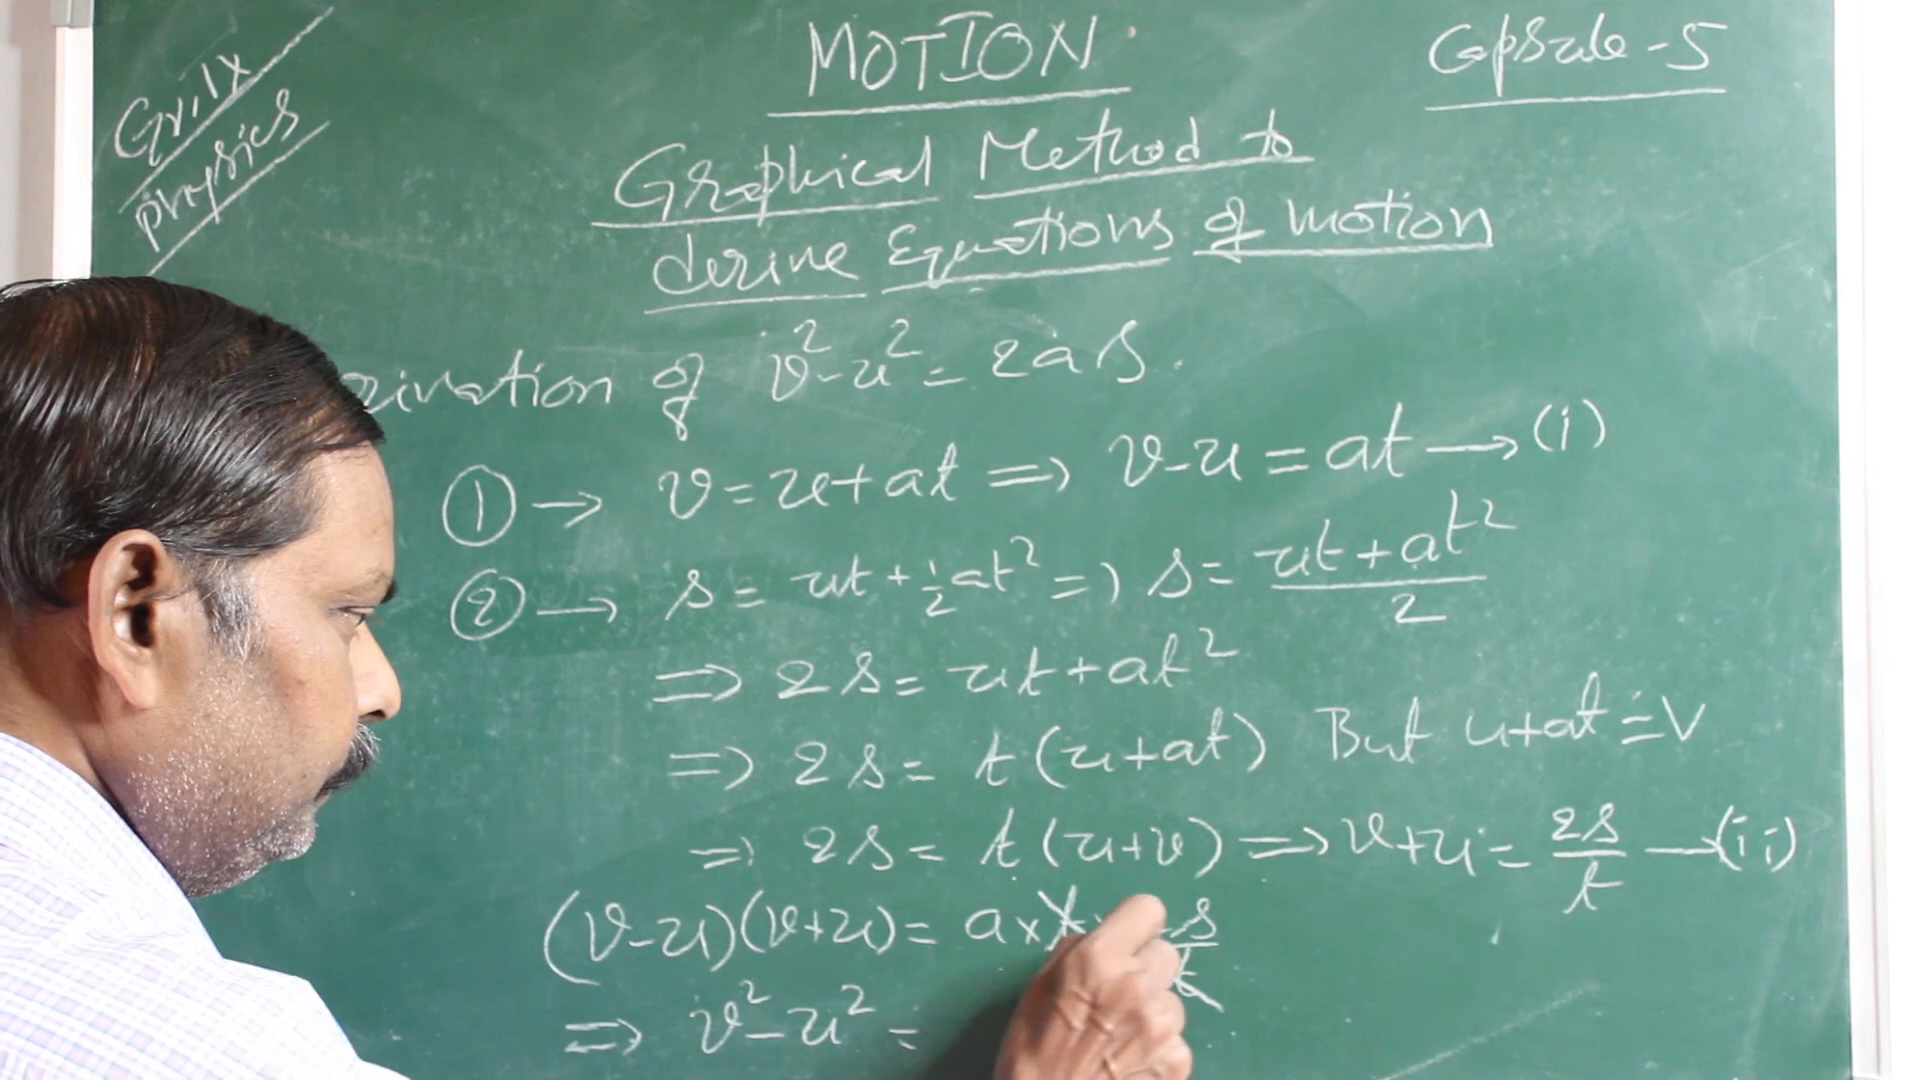 Gr, IX
Physics
MOTION
Capsule - 5
Graphical Method to
derive Equations of motion
rivation of v²-u² = 2as.
① → v = u+at ⇒ v-u = at → (i)
② → s = ut + ½at² ⇒ s = (ut + at²)/2
⇒ 2s = ut + at²
⇒ 2s = t(u+at) But u+at = v
⇒ 2s = t(u+v) ⇒ v+u = 2s/t → (ii)
(v-u)(v+u) = a × t × s/t
⇒ v² - u² =